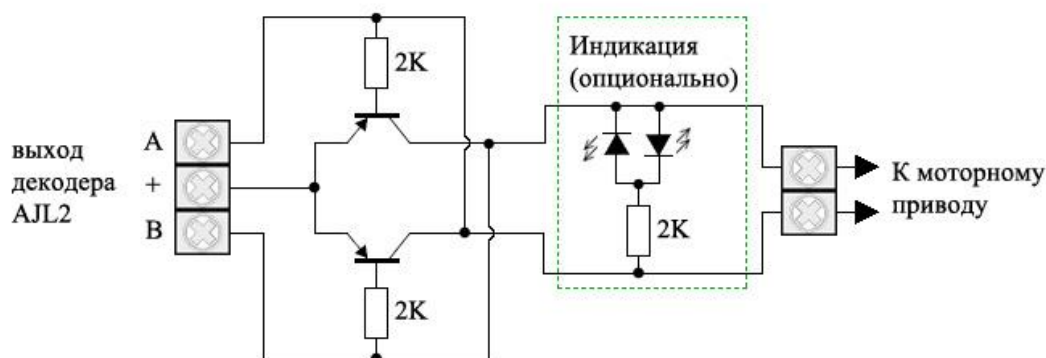 выход
декодера
AJL2
A
+
B
2K
2K
Индикация
(опционально)
2K
К моторному
приводу